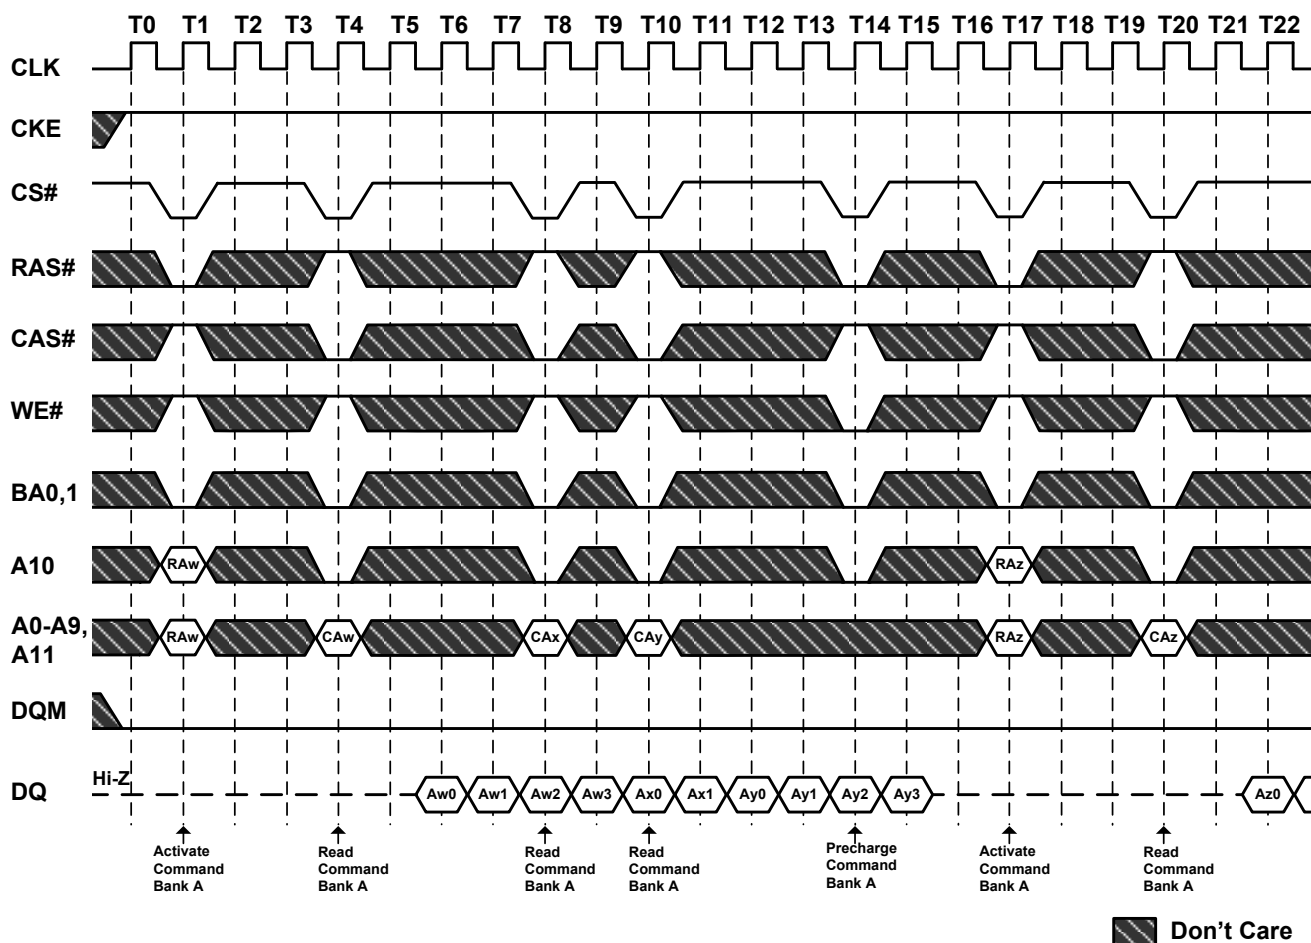 T0 T1 T2 T3 T4 T5 T6 T7 T8 T9 T10 T11 T12 T13 T14 T15 T16 T17 T18 T19 T20 T21 T22
CLK
CKE
CS#
RAS#
CAS#
WE#
BA0,1
A10
RAw RAz
A0-A9,
A11
RAw CAw CAx CAy RAz CAz
DQM
Hi-Z
DQ
Aw0 Aw1 Aw2 Aw3 Ax0 Ax1 Ay0 Ay1 Ay2 Ay3 Az0
Activate
Command
Bank A
Read
Command
Bank A
Read
Command
Bank A
Read
Command
Bank A
Precharge
Command
Bank A
Activate
Command
Bank A
Read
Command
Bank A
Don't Care